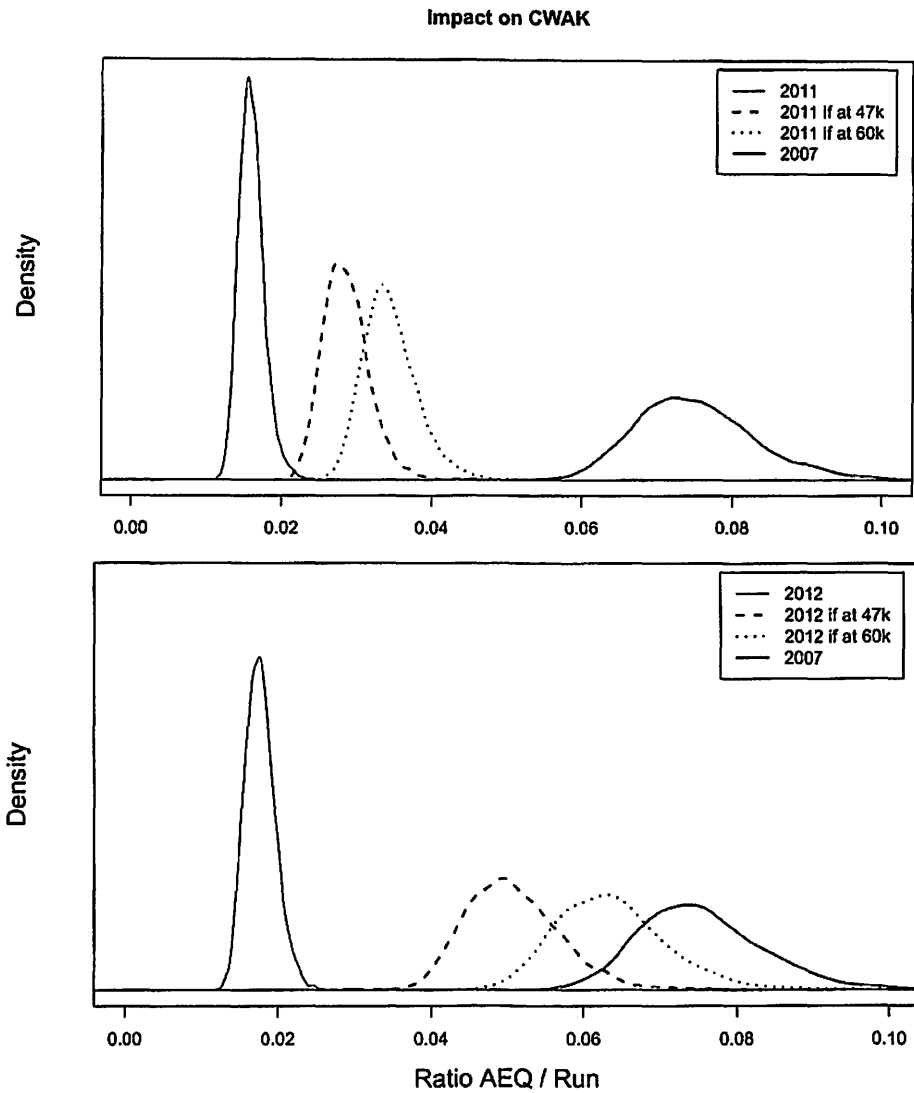 Impact on CWAK
2011
2011 if at 47k
2011 if at 60k
2007
Density
0.00 0.02 0.04 0.06 0.08 0.10
2012
2012 if at 47k
2012 if at 60k
2007
Density
0.00 0.02 0.04 0.06 0.08 0.10
Ratio AEQ / Run